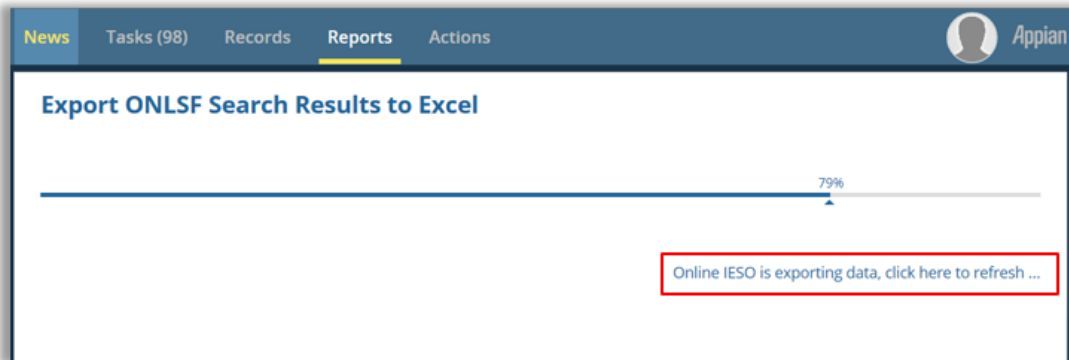 News Tasks (98) Records Reports Actions Appian
Export ONLSF Search Results to Excel
79%
Online IESO is exporting data, click here to refresh ...